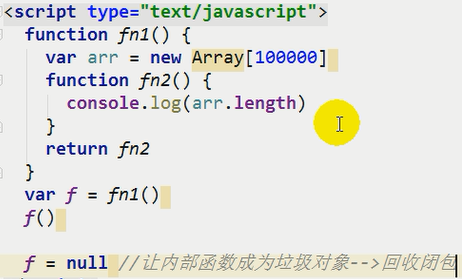 <script type="text/javascript">
function fn1() {
var arr = new Array[100000]
function fn2() {
console.log(arr.length)
}
return fn2
}
var f = fn1()
f()
f = null //让内部函数成为垃圾对象-->回收闭包